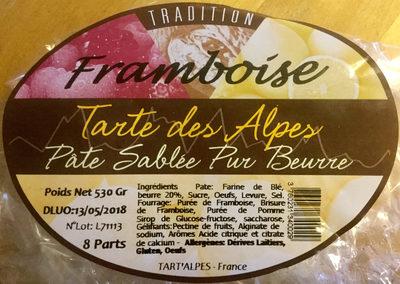 TRADITION
Framboise
Tarte des Alpes
Pâte Sablée Pur Beurre
Poids Net 530 Gr
DLUO:13/05/2018
N°Lot: L71113
8 Parts
Ingrédients Pate: Farine de Blé,
beurre 20%, Sucre, Oeufs, Levure, Sel
Fourrage: Purée de Framboise, Brisure
de Framboise, Purée de Pomme
Sirop de Glucose-fructose, saccharose,
Gélifiants:Pectine de fruits, Alginate de
sodium, Arômes Acide citrique et citrate
de calcium - Allergènes: Dérives Laitiers,
Gluten, Oeufs
TART'ALPES - France